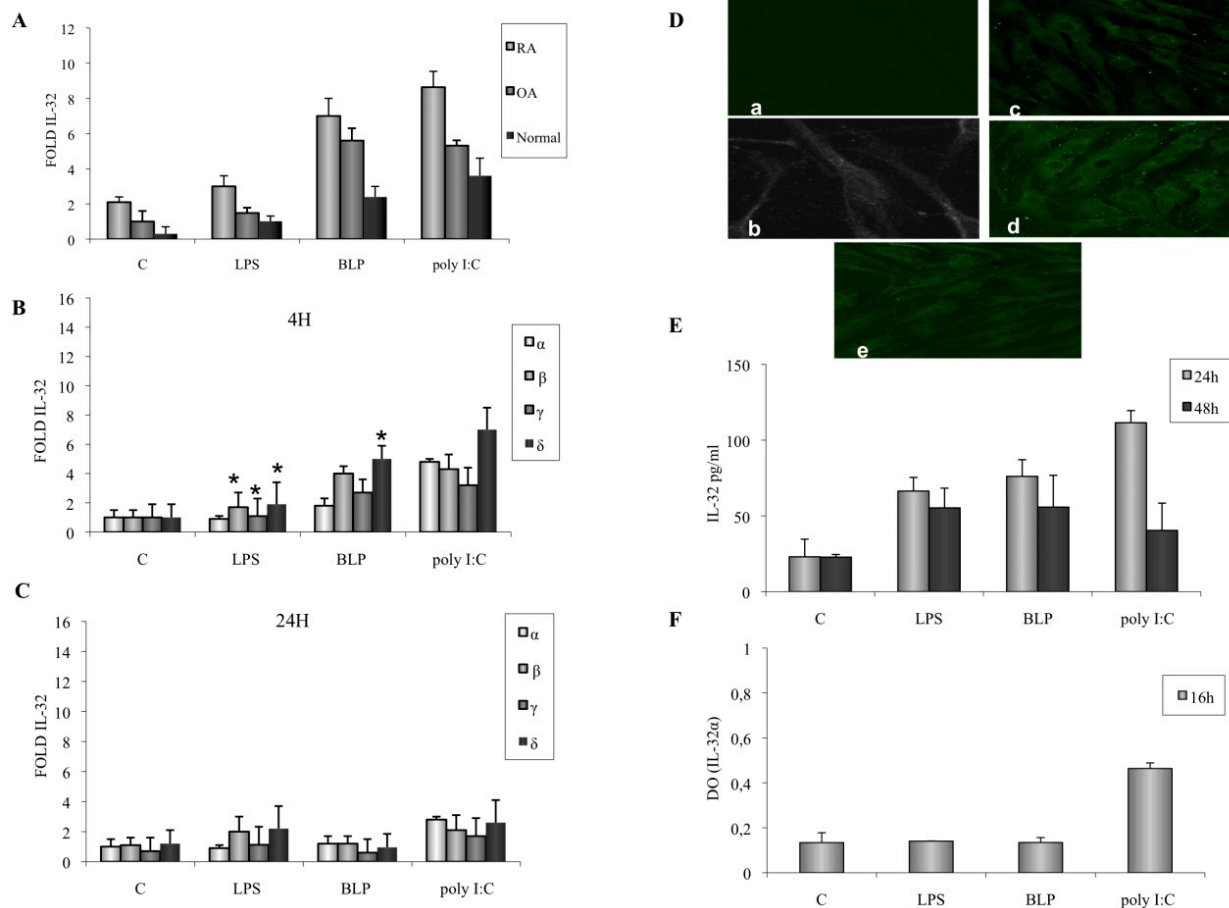 A
12
10
8
6
4
2
0
FOLD IL-32
C
LPS
BLP
poly I:C
RA
OA
Normal
B
4H
16
14
12
10
8
6
4
2
0
FOLD IL-32
*
*
*
*
C
LPS
BLP
poly I:C
α
β
γ
δ
C
24H
16
14
12
10
8
6
4
2
0
FOLD IL-32
C
LPS
BLP
poly I:C
α
β
γ
δ
D
a
c
b
d
e
E
150
100
50
0
IL-32 pg/ml
C
LPS
BLP
poly I:C
24h
48h
F
1
0,8
0,6
0,4
0,2
0
DO (IL-32α)
C
LPS
BLP
poly I:C
16h